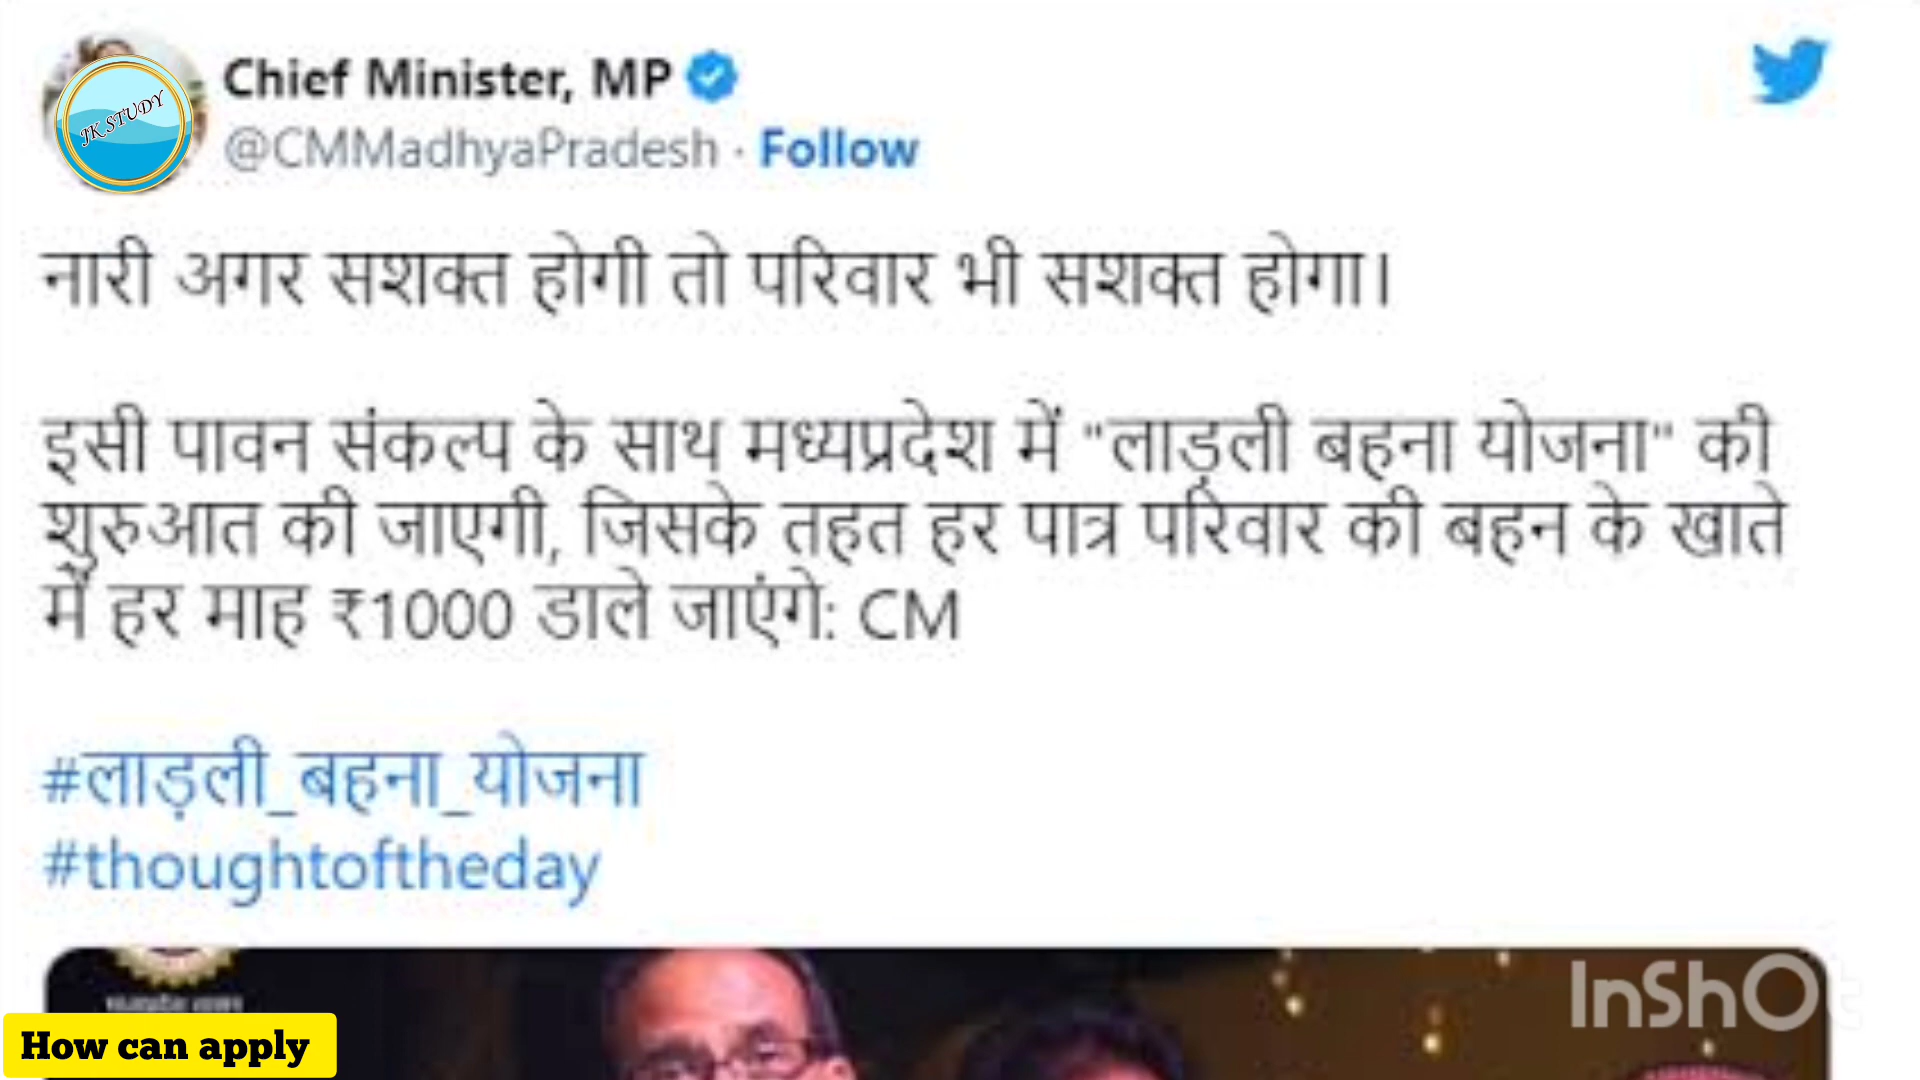 JK STUDY
Chief Minister, MP
@CMMadhyaPradesh · Follow
नारी अगर सशक्त होगी तो परिवार भी सशक्त होगा।
इसी पावन संकल्प के साथ मध्यप्रदेश में "लाड़ली बहना योजना" की
शुरुआत की जाएगी, जिसके तहत हर पात्र परिवार की बहन के खाते
में हर माह ₹1000 डाले जाएंगे: CM
#लाड़ली_बहना_योजना
#thoughtoftheday
InShOt
How can apply